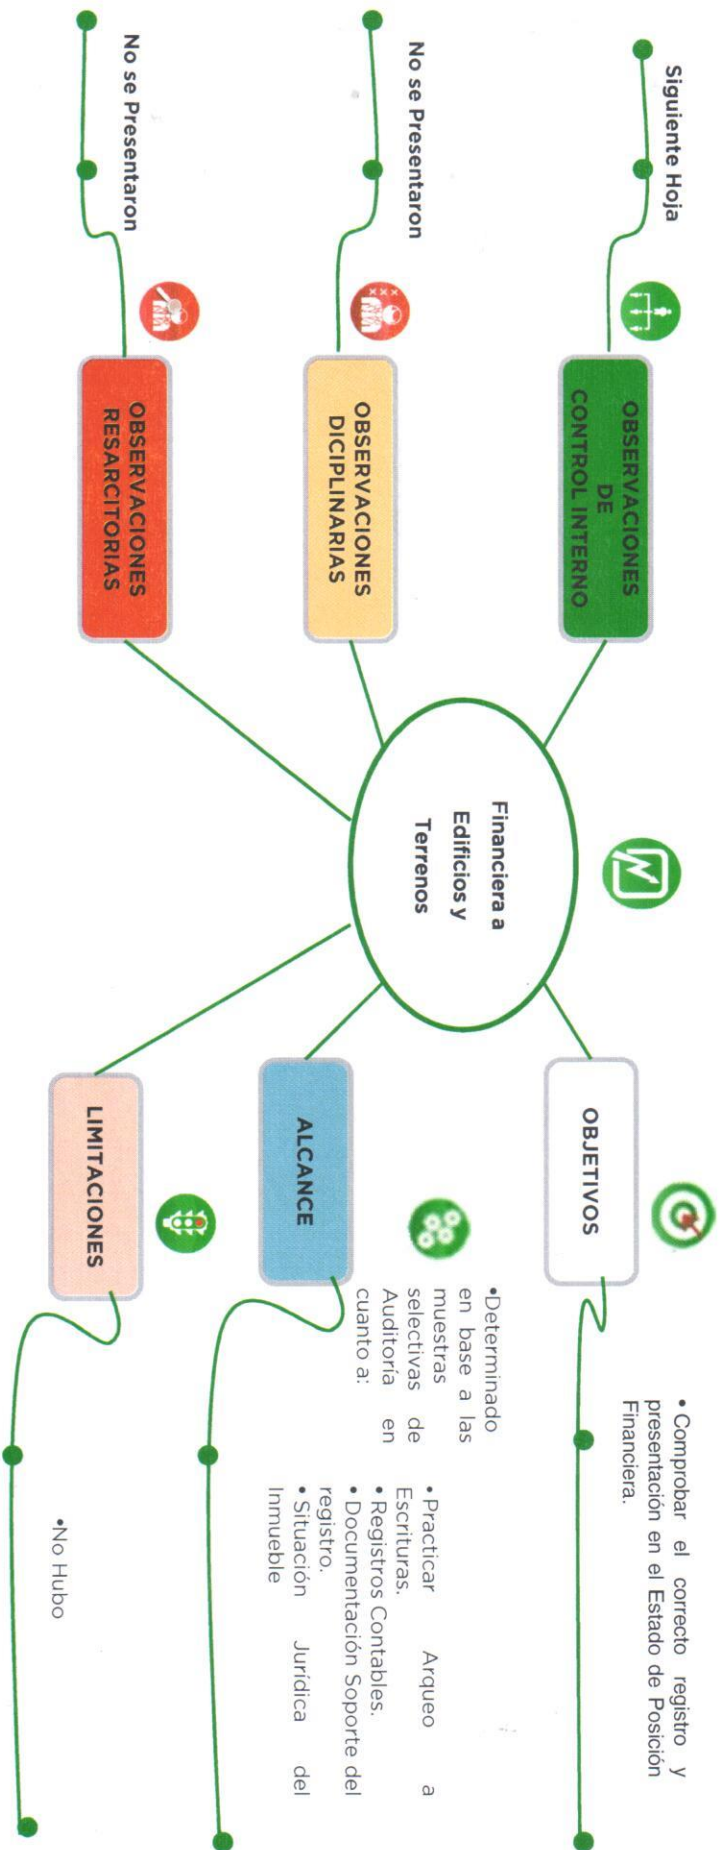 Siguiente Hoja
OBSERVACIONES
DE
CONTROL INTERNO
No se Presentaron
OBSERVACIONES
DICIPLINARIAS
No se Presentaron
OBSERVACIONES
RESARCITORIAS
Financiera a
Edificios y
Terrenos
OBJETIVOS
• Comprobar el correcto registro y
presentación en el Estado de Posición
Financiera.
ALCANCE
•Determinado
en base a las
muestras
selectivas de
Auditoría en
cuanto a:
• Practicar Arqueo a
Escrituras.
• Registros Contables.
• Documentación Soporte del
registro.
• Situación Jurídica del
Inmueble
LIMITACIONES
•No Hubo